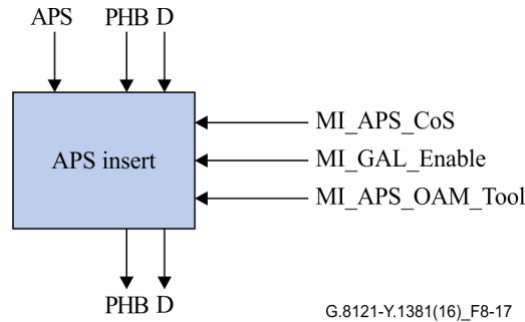 APS PHB D
MI_APS_CoS
APS insert
MI_GAL_Enable
MI_APS_OAM_Tool
PHB D
G.8121-Y.1381(16)_F8-17